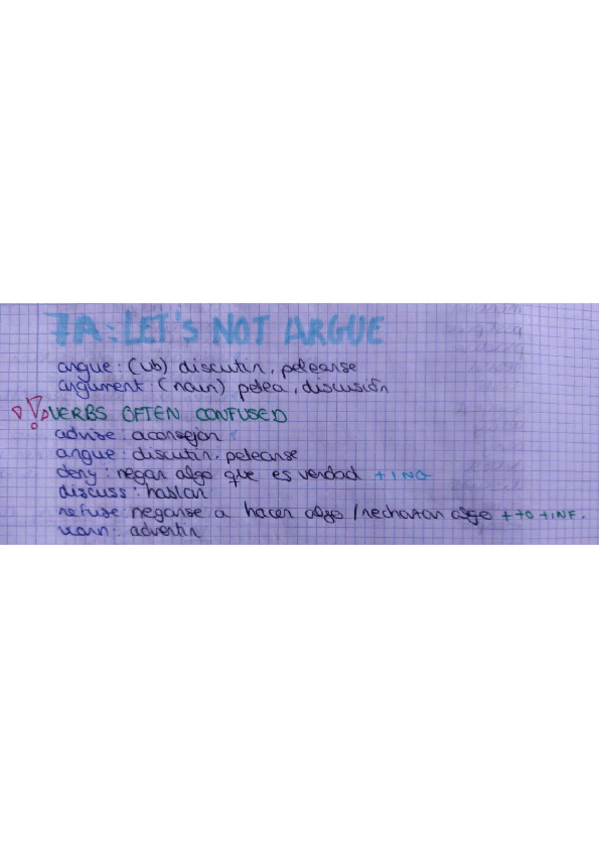 7A: LET'S NOT ARGUE
argue: (vb) discutir, pelearse
argument: (noun) pelea, discusión
VERBS OFTEN CONFUSED
advise: aconsejar
argue: discutir, pelearse
deny: negar algo que es verdad + ING
discuss: hablar
refuse: negarse a hacer algo / rechazar algo + TO + INF.
warn: advertir